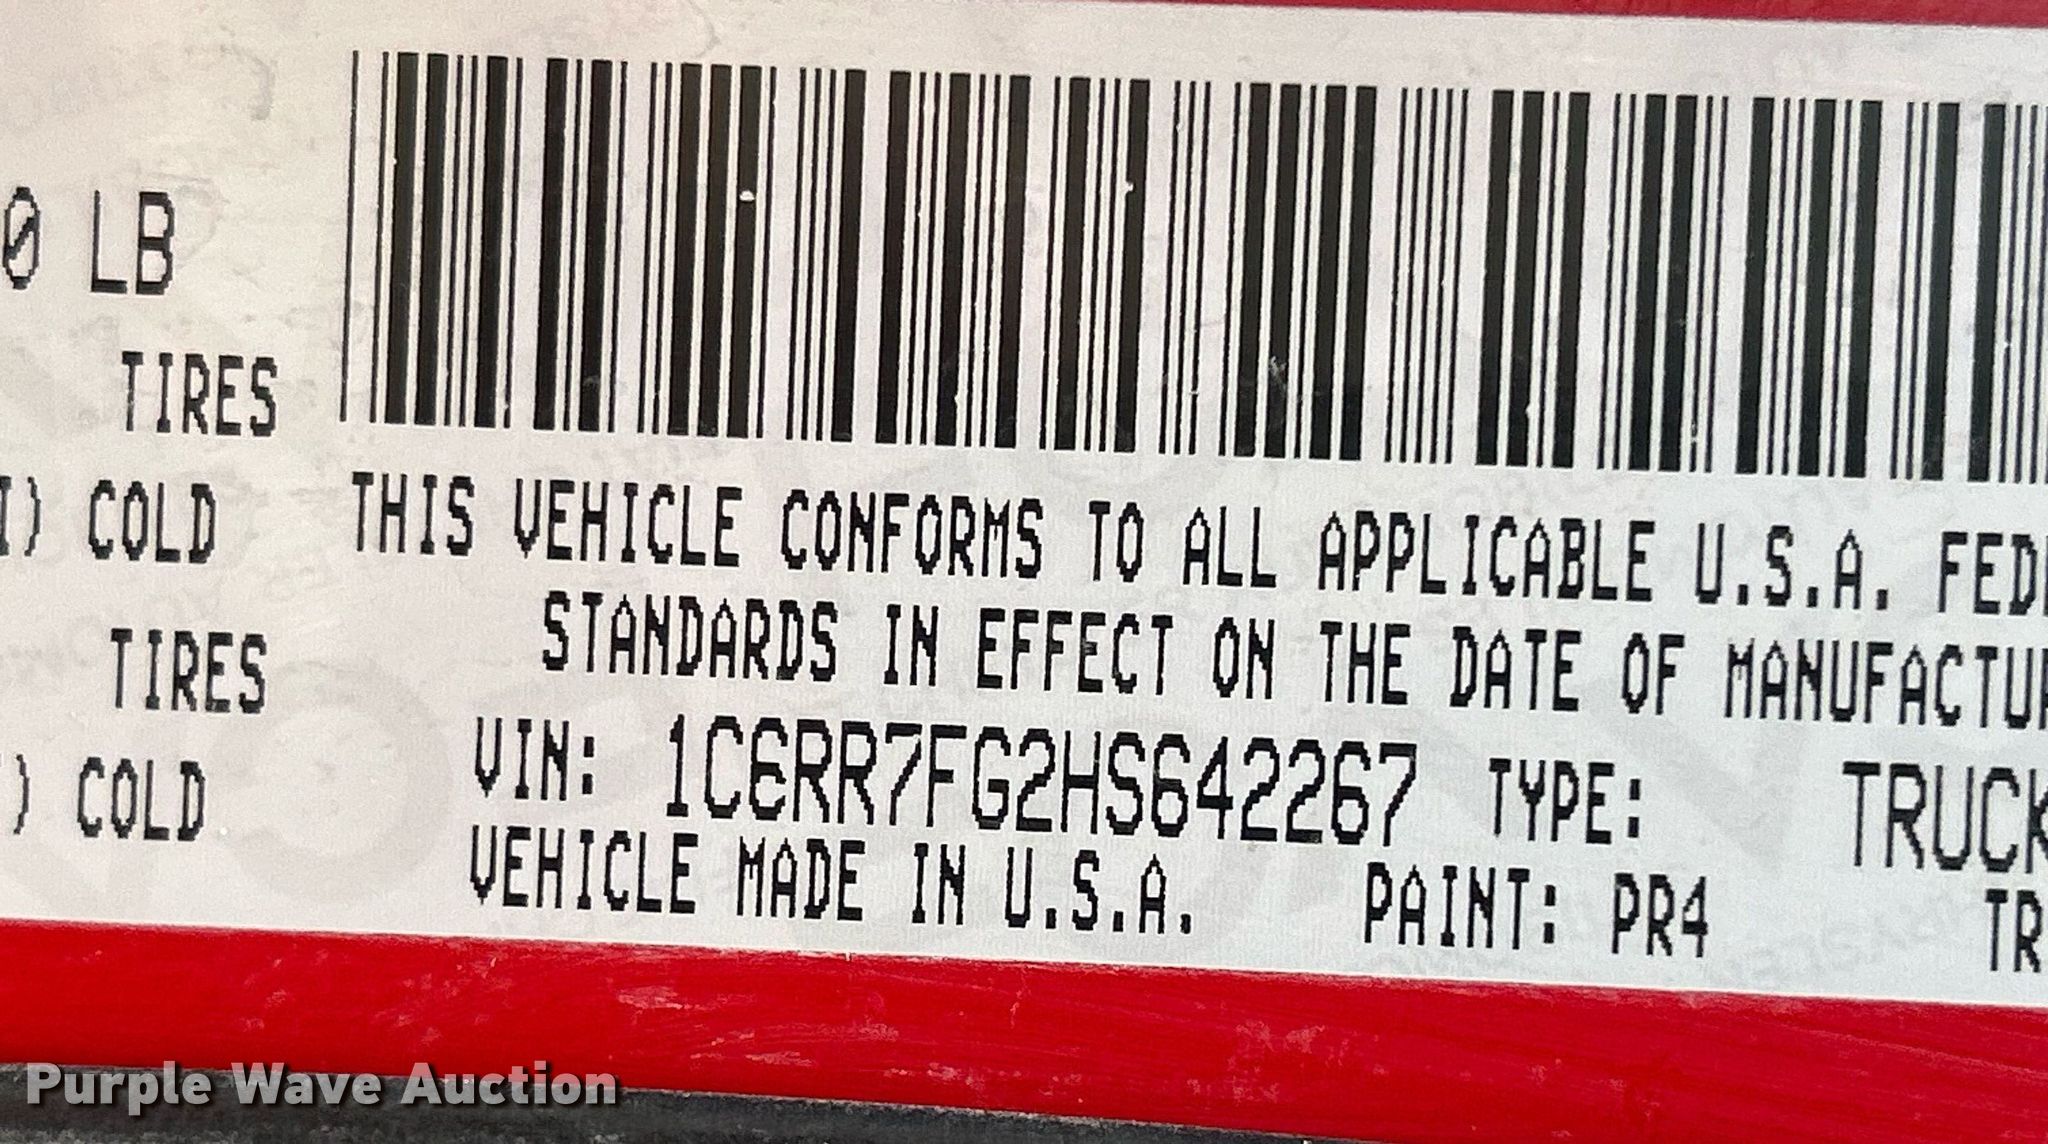 0 LB
TIRES
) COLD
TIRES
) COLD
THIS VEHICLE CONFORMS TO ALL APPLICABLE U.S.A. FED
STANDARDS IN EFFECT ON THE DATE OF MANUFACTU
VIN: 1C6RR7FG2HS642267 TYPE: TRUCK
VEHICLE MADE IN U.S.A. PAINT: PR4 TR
Purple Wave Auction